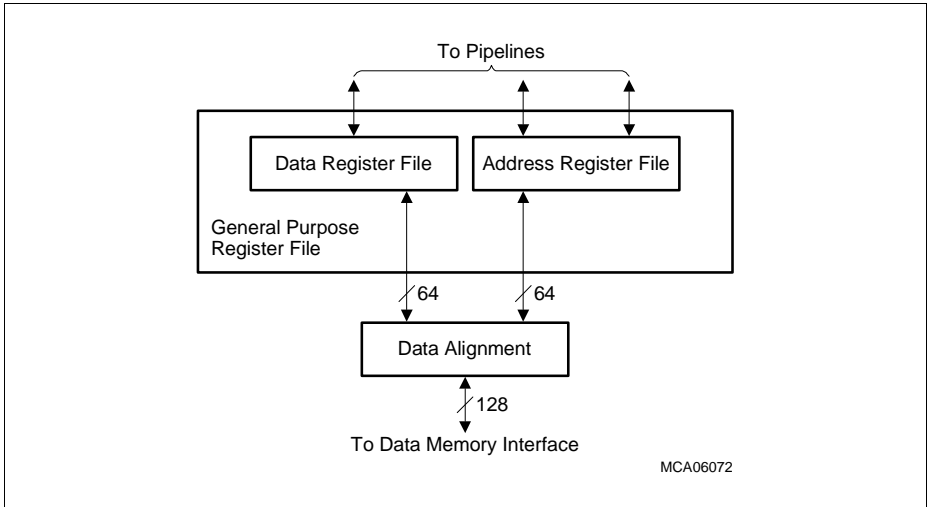 To Pipelines
Data Register File
Address Register File
General Purpose
Register File
64
64
Data Alignment
128
To Data Memory Interface
MCA06072